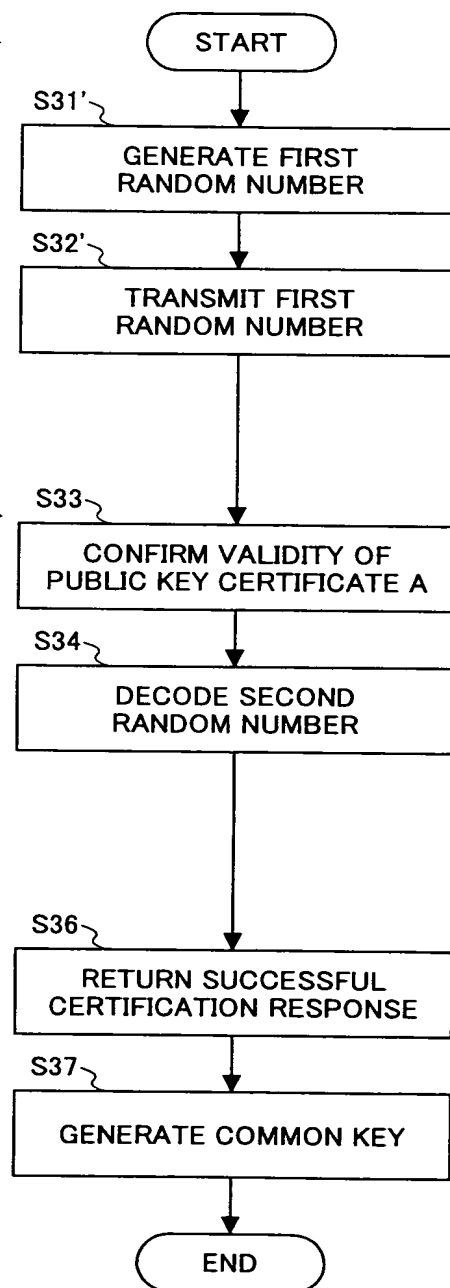 START
S31'
GENERATE FIRST
RANDOM NUMBER
S32'
TRANSMIT FIRST
RANDOM NUMBER
S33
CONFIRM VALIDITY OF
PUBLIC KEY CERTIFICATE A
S34
DECODE SECOND
RANDOM NUMBER
S36
RETURN SUCCESSFUL
CERTIFICATION RESPONSE
S37
GENERATE COMMON KEY
END